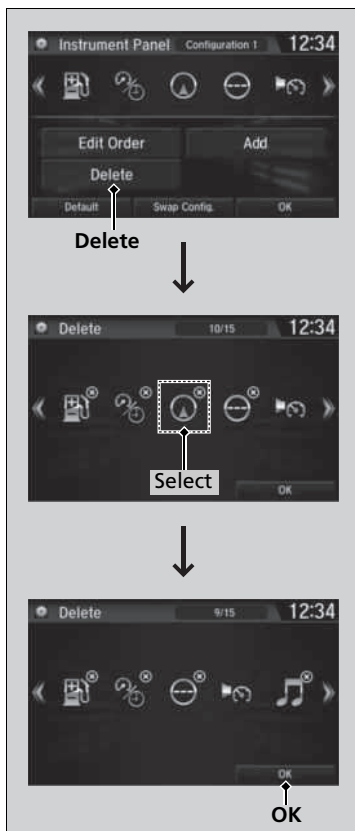 Instrument Panel Configuration 1 12:34
Edit Order Add
Delete
Default Swap Config. OK
Delete
Delete 10/15 12:34
Select
OK
Delete 9/15 12:34
OK
OK